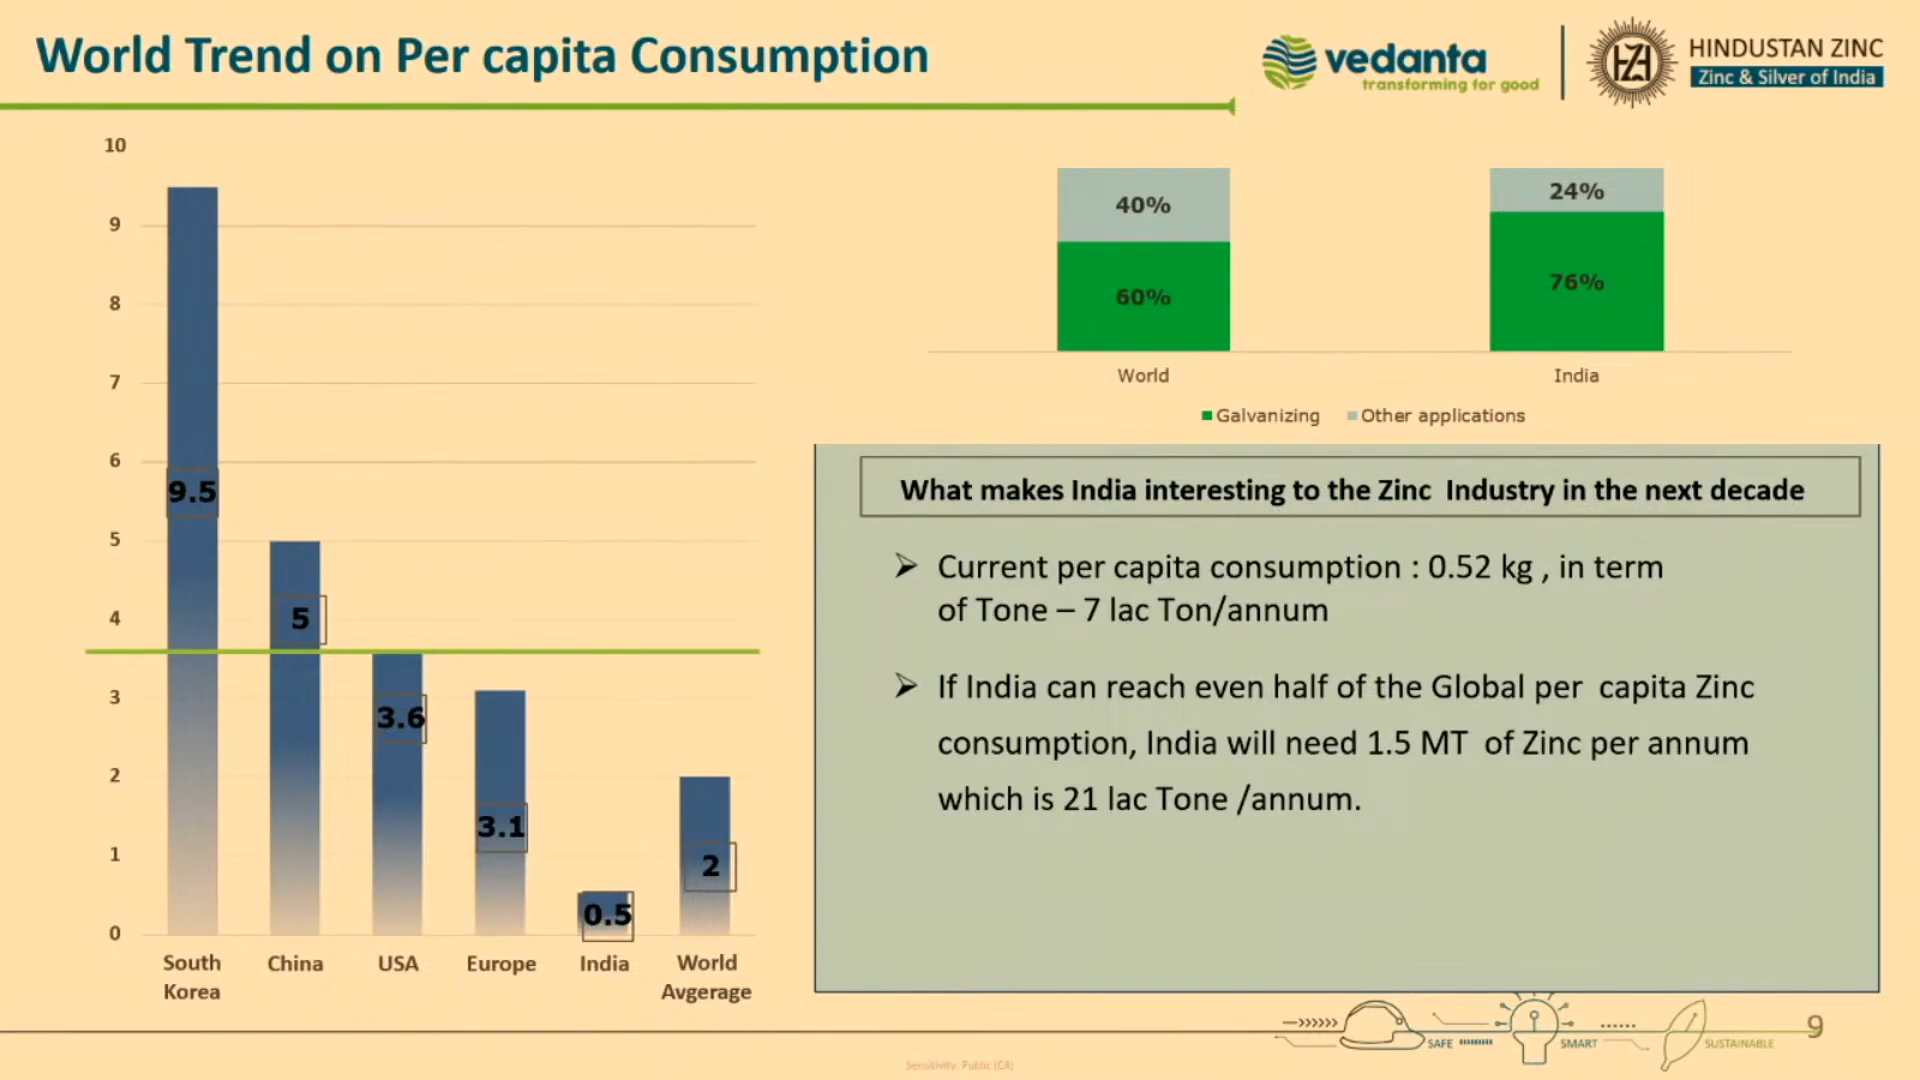 World Trend on Per capita Consumption
vedanta
transforming for good
HINDUSTAN ZINC
Zinc & Silver of India
10
9
8
7
6
5
4
3
2
1
0
9.5
5
3.6
3.1
0.5
2
South Korea
China
USA
Europe
India
World Avgerage
40%
60%
24%
76%
World
India
Galvanizing
Other applications
What makes India interesting to the Zinc Industry in the next decade
Current per capita consumption : 0.52 kg , in term
of Tone – 7 lac Ton/annum
If India can reach even half of the Global per capita Zinc
consumption, India will need 1.5 MT of Zinc per annum
which is 21 lac Tone /annum.
SAFE
SMART
SUSTAINABLE
9
Sensitivity: Public (C4)